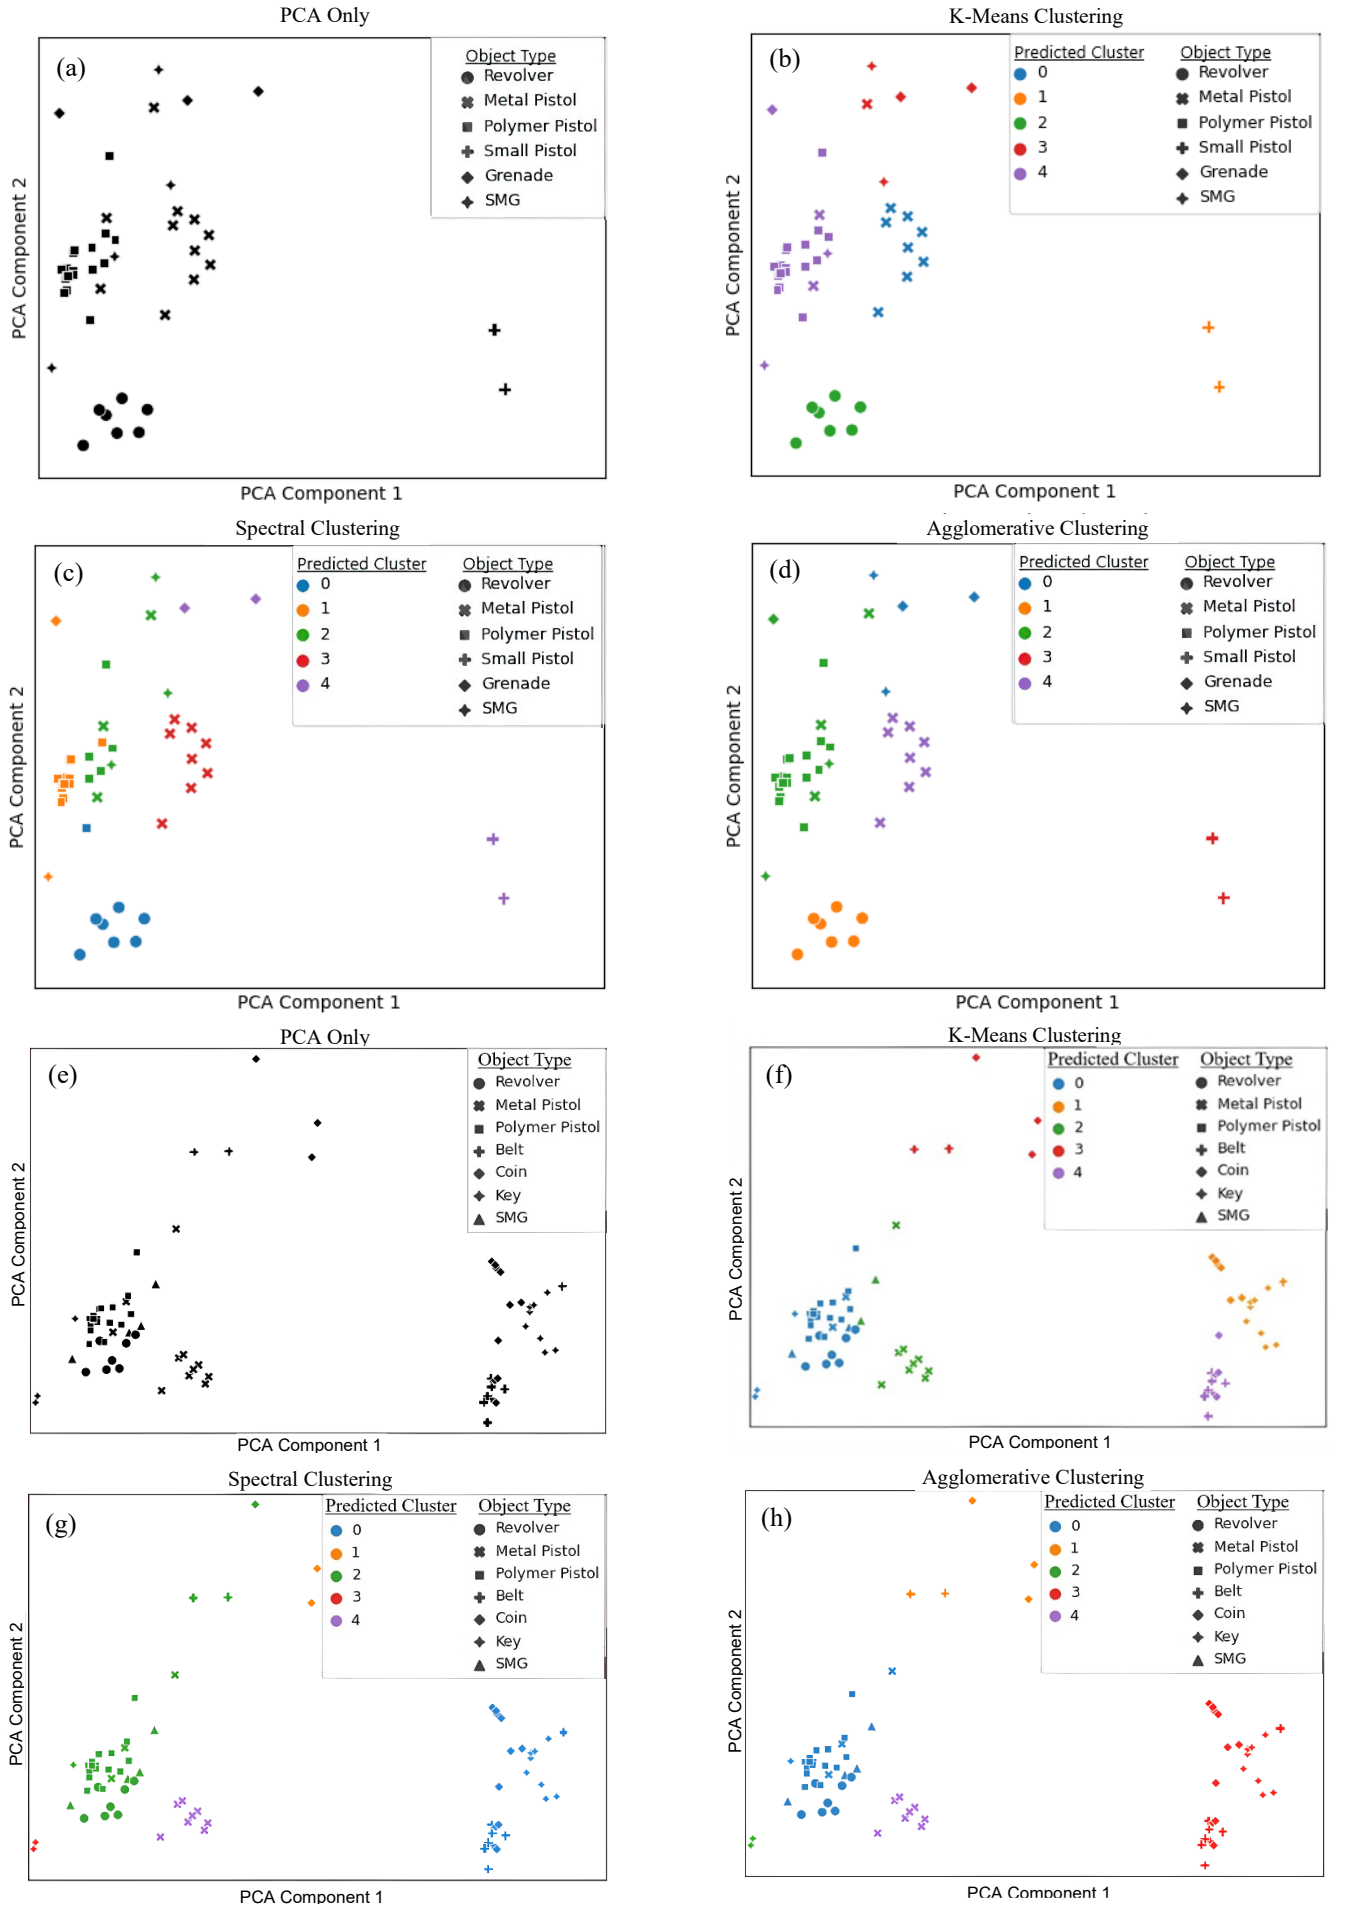 PCA Only
(a)
Object Type
Revolver
Metal Pistol
Polymer Pistol
Small Pistol
Grenade
SMG
PCA Component 2
PCA Component 1
K-Means Clustering
(b)
Predicted Cluster
0
1
2
3
4
Object Type
Revolver
Metal Pistol
Polymer Pistol
Small Pistol
Grenade
SMG
PCA Component 2
PCA Component 1
Spectral Clustering
(c)
Predicted Cluster
0
1
2
3
4
Object Type
Revolver
Metal Pistol
Polymer Pistol
Small Pistol
Grenade
SMG
PCA Component 2
PCA Component 1
Agglomerative Clustering
(d)
Predicted Cluster
0
1
2
3
4
Object Type
Revolver
Metal Pistol
Polymer Pistol
Small Pistol
Grenade
SMG
PCA Component 2
PCA Component 1
PCA Only
(e)
Object Type
Revolver
Metal Pistol
Polymer Pistol
Belt
Coin
Key
SMG
PCA Component 2
PCA Component 1
K-Means Clustering
(f)
Predicted Cluster
0
1
2
3
4
Object Type
Revolver
Metal Pistol
Polymer Pistol
Belt
Coin
Key
SMG
PCA Component 2
PCA Component 1
Spectral Clustering
(g)
Predicted Cluster
0
1
2
3
4
Object Type
Revolver
Metal Pistol
Polymer Pistol
Belt
Coin
Key
SMG
PCA Component 2
PCA Component 1
Agglomerative Clustering
(h)
Predicted Cluster
0
1
2
3
4
Object Type
Revolver
Metal Pistol
Polymer Pistol
Belt
Coin
Key
SMG
PCA Component 2
PCA Component 1